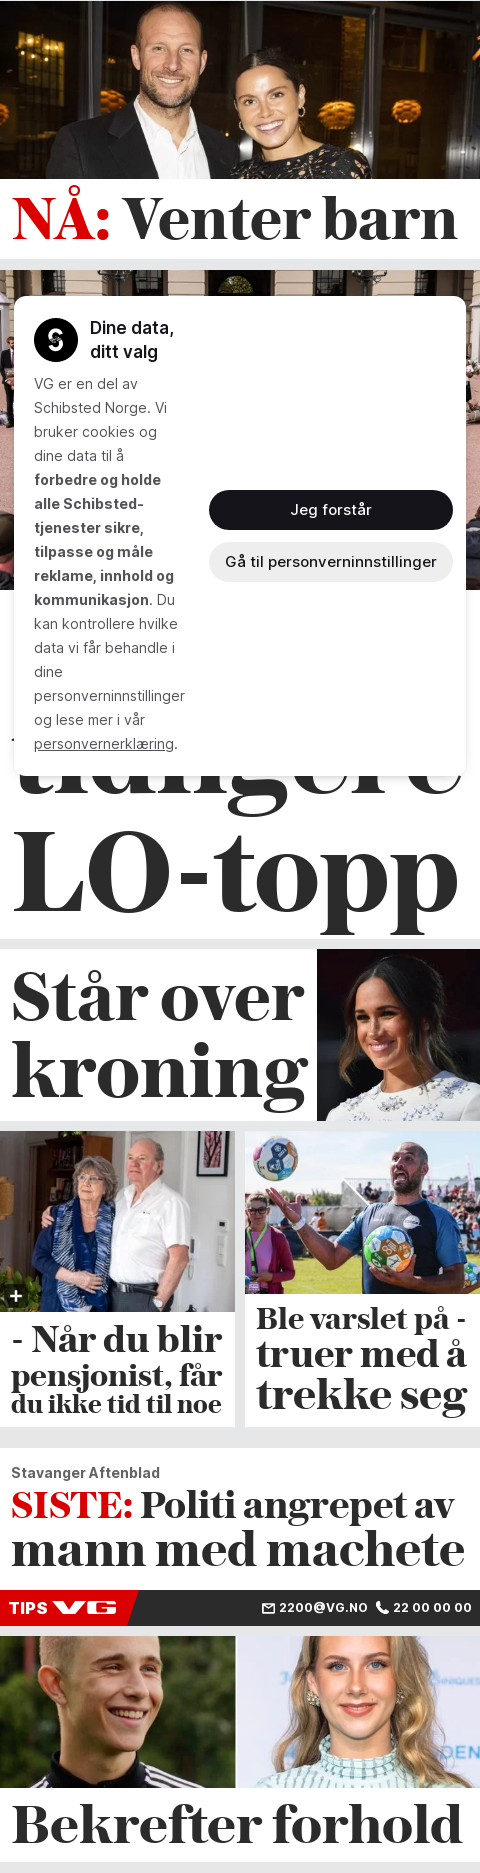 NÅ: Venter barn
Dine data,
ditt valg
VG er en del av
Schibsted Norge. Vi
bruker cookies og
dine data til å
forbedre og holde
alle Schibsted-
tjenester sikre,
tilpasse og måle
reklame, innhold og
kommunikasjon. Du
kan kontrollere hvilke
data vi får behandle i
dine
personverninnstillinger
og lese mer i vår
personvernerklæring.
Jeg forstår
Gå til personverninnstillinger
LO-topp
Står over
kroning
- Når du blir
pensjonist, får
du ikke tid til noe
Ble varslet på -
truer med å
trekke seg
Stavanger Aftenblad
SISTE: Politi angrepet av
mann med machete
TIPS VG
2200@VG.NO 22 00 00 00
Bekrefter forhold